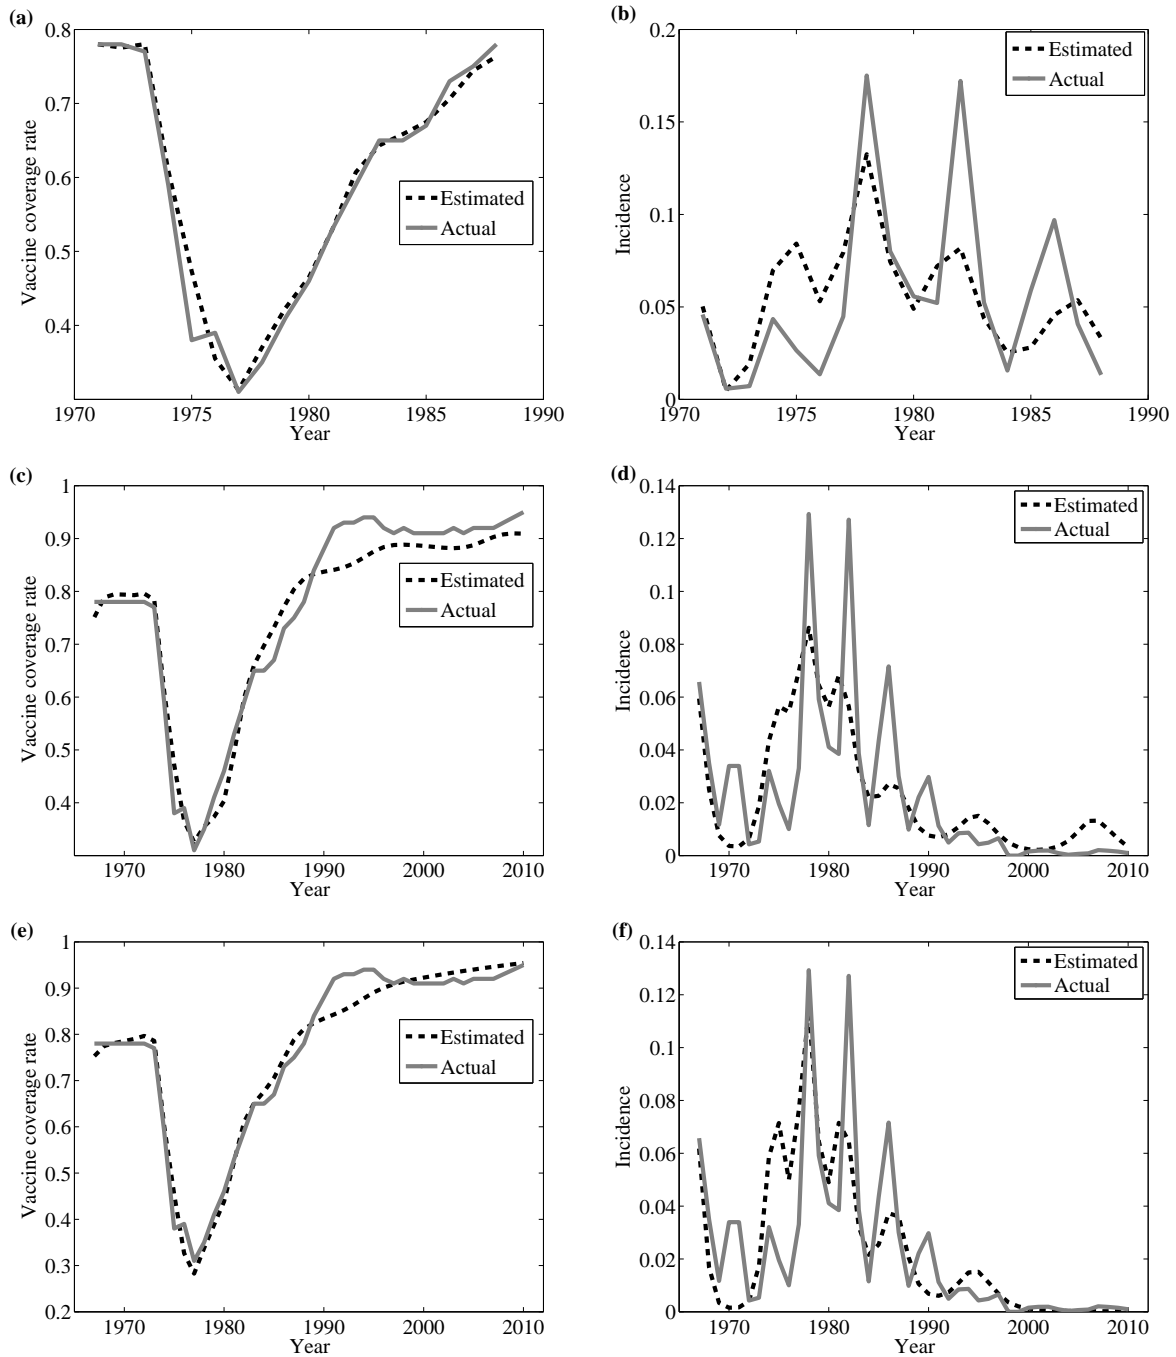 (a)
0.8
0.7
0.6
0.5
0.4
Vaccine coverage rate
Estimated
Actual
1970 1975 1980 1985 1990
Year
(b)
0.2
0.15
0.1
0.05
0
Incidence
Estimated
Actual
1970 1975 1980 1985 1990
Year
(c)
1
0.9
0.8
0.7
0.6
0.5
0.4
Vaccine coverage rate
Estimated
Actual
1970 1980 1990 2000 2010
Year
(d)
0.14
0.12
0.1
0.08
0.06
0.04
0.02
0
Incidence
Estimated
Actual
1970 1980 1990 2000 2010
Year
(e)
1
0.9
0.8
0.7
0.6
0.5
0.4
0.3
0.2
Vaccine coverage rate
Estimated
Actual
1970 1980 1990 2000 2010
Year
(f)
0.14
0.12
0.1
0.08
0.06
0.04
0.02
0
Incidence
Estimated
Actual
1970 1980 1990 2000 2010
Year